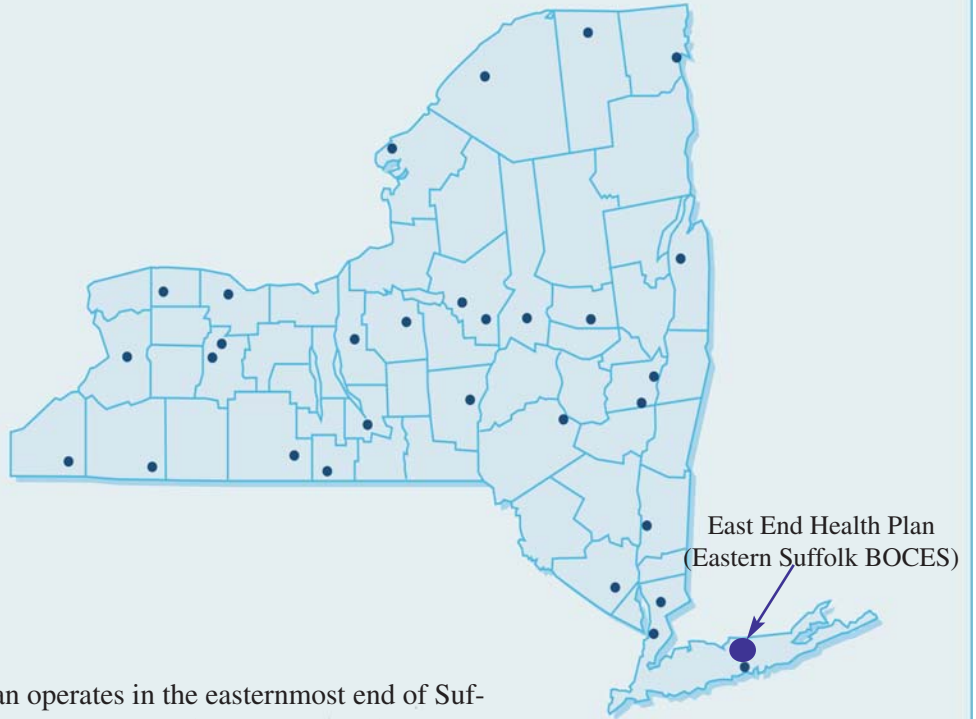 East End Health Plan
(Eastern Suffolk BOCES)
an operates in the easternmost end of Suf-